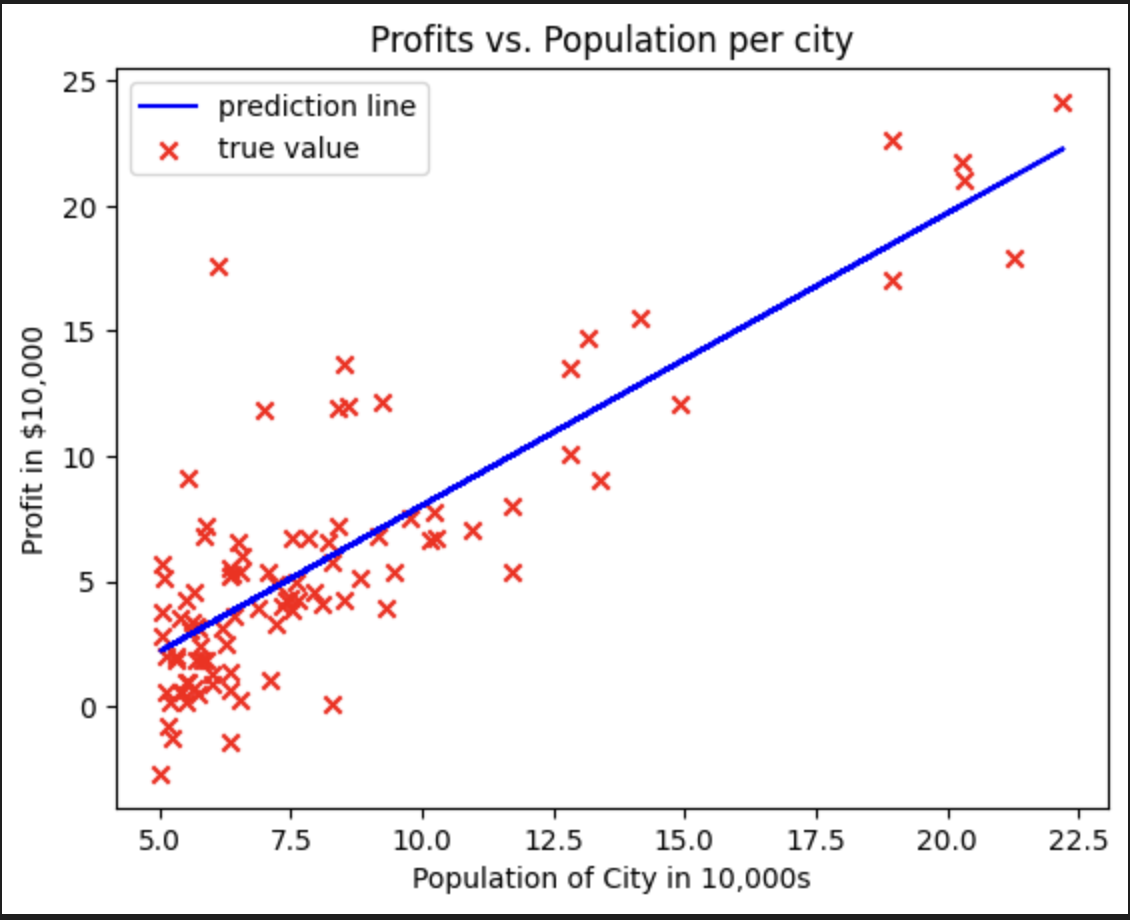 Profits vs. Population per city
25
prediction line
true value
20
15
10
5
0
Profit in $10,000
5.0 7.5 10.0 12.5 15.0 17.5 20.0 22.5
Population of City in 10,000s